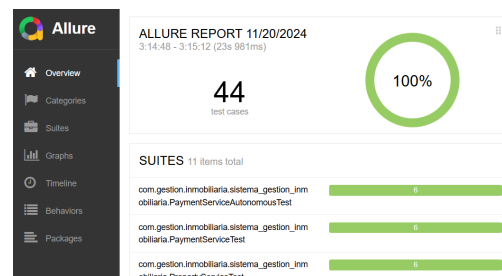 Allure
Overview
Categories
Suites
Graphs
Timeline
Behaviors
Packages
ALLURE REPORT 11/20/2024
3:14:48 - 3:15:12 (23s 981ms)
44
test cases
100%
SUITES 11 items total
com.gestion.inmobiliaria.sistema_gestion_inm
obiliaria.PaymentServiceAutonomousTest
6
com.gestion.inmobiliaria.sistema_gestion_inm
obiliaria.PaymentServiceTest
6
com.gestion.inmobiliaria.sistema_gestion_inm
obiliaria.PropertyServiceTest
6